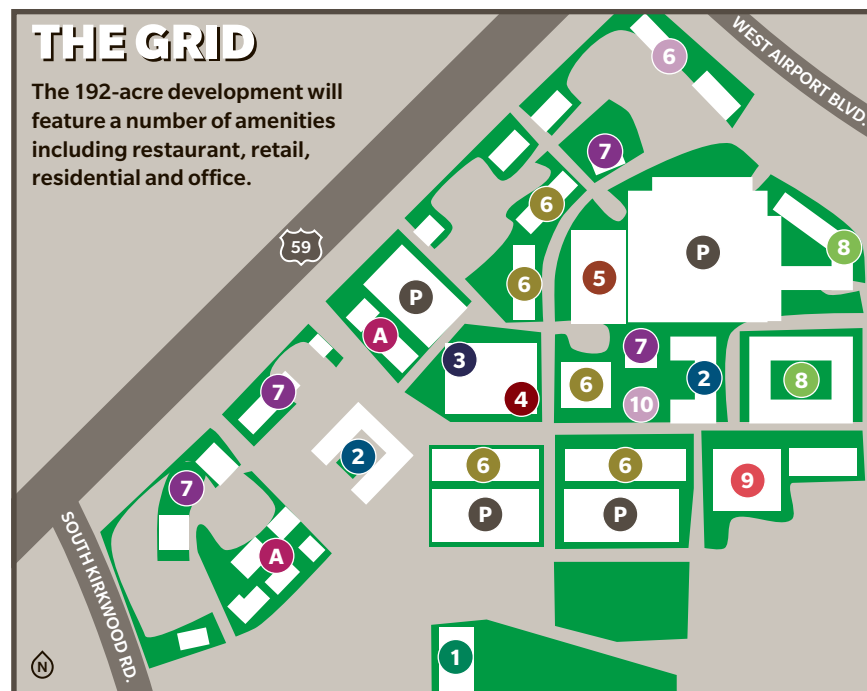 THE GRID
The 192-acre development will
feature a number of amenities
including restaurant, retail,
residential and office.
WEST AIRPORT BLVD.
6
7
6
59
P
8
6
5
P
A
7
3
2
8
6
7
4
10
2
6
6
9
7
P
P
SOUTH KIRKWOOD RD.
A
N
1